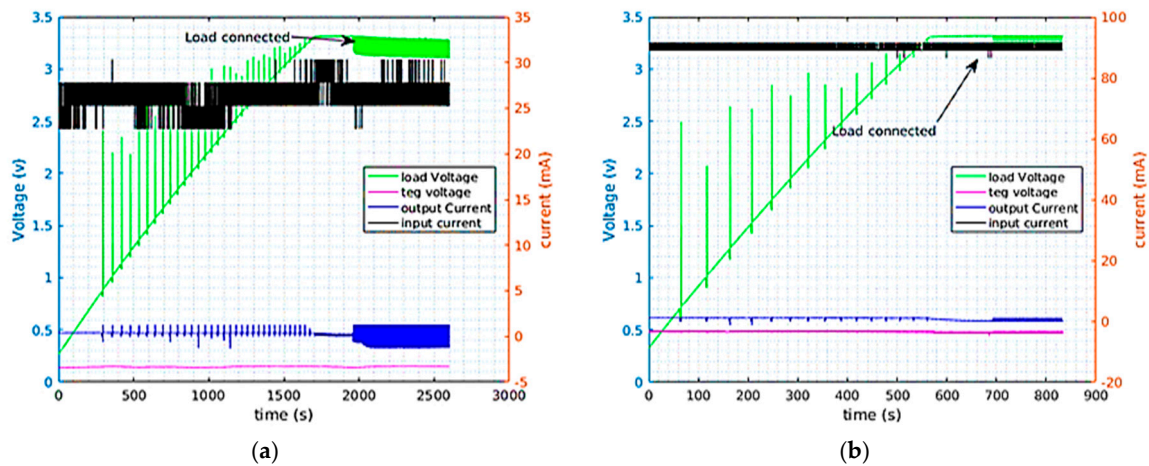 3.5
3
2.5
2
1.5
1
0.5
0
Voltage (v)
35
30
25
20
15
10
5
0
-5
current (mA)
Load connected
load Voltage
teg voltage
output Current
input current
0
500
1000
1500
2000
2500
3000
time (s)
(a)
3.5
3
2.5
2
1.5
1
0.5
0
Voltage (v)
100
80
60
40
20
0
-20
current (mA)
Load connected
load Voltage
teg voltage
output Current
input current
0
100
200
300
400
500
600
700
800
900
time (s)
(b)